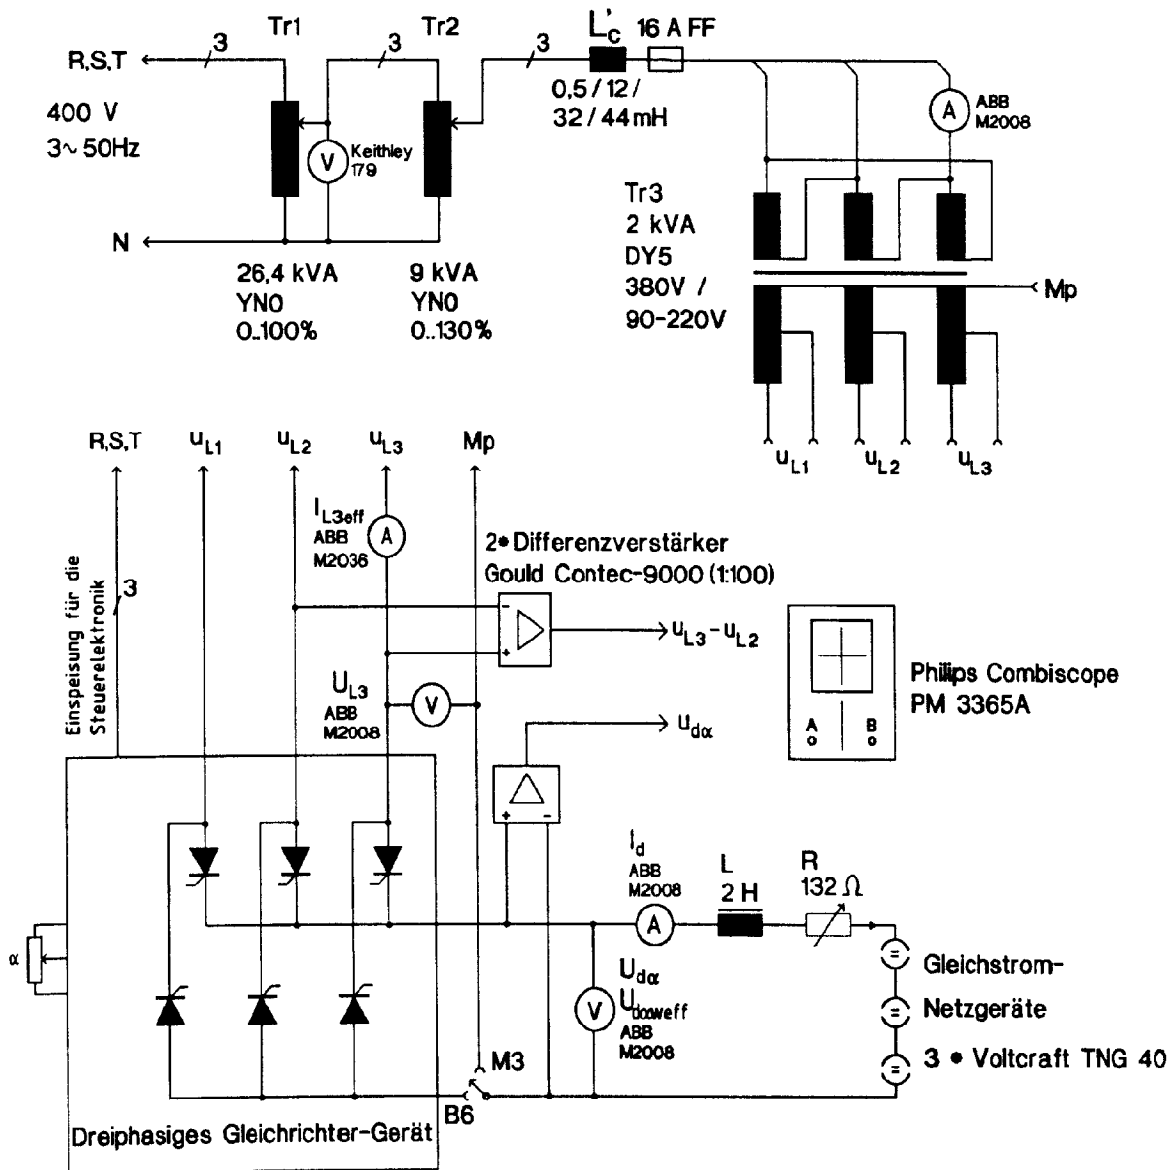 Tr1
Tr2
L'c
16 A FF
3
3
3
R,S,T
400 V
3~ 50Hz
V
Keithley
179
0,5 / 12 /
32 / 44mH
A
ABB
M2008
N
26,4 kVA
YN0
0..100%
9 kVA
YN0
0..130%
Tr3
2 kVA
DY5
380V /
90-220V
Mp
uL1
uL2
uL3
R,S,T
uL1
uL2
uL3
Mp
IL3eff
ABB
M2036
A
2•Differenzverstärker
Gould Contec-9000 (1:100)
Einspeisung für die
Steuerelektronik
3
-
+
uL3 - uL2
UL3
ABB
M2008
V
udα
+ -
Philips Combiscope
PM 3365A
A B
Id
ABB
M2008
A
L
2 H
R
132 Ω
α
V
Udα
Udαweff
ABB
M2008
=
=
=
Gleichstrom-
Netzgeräte
3 • Voltcraft TNG 40
M3
B6
Dreiphasiges Gleichrichter-Gerät